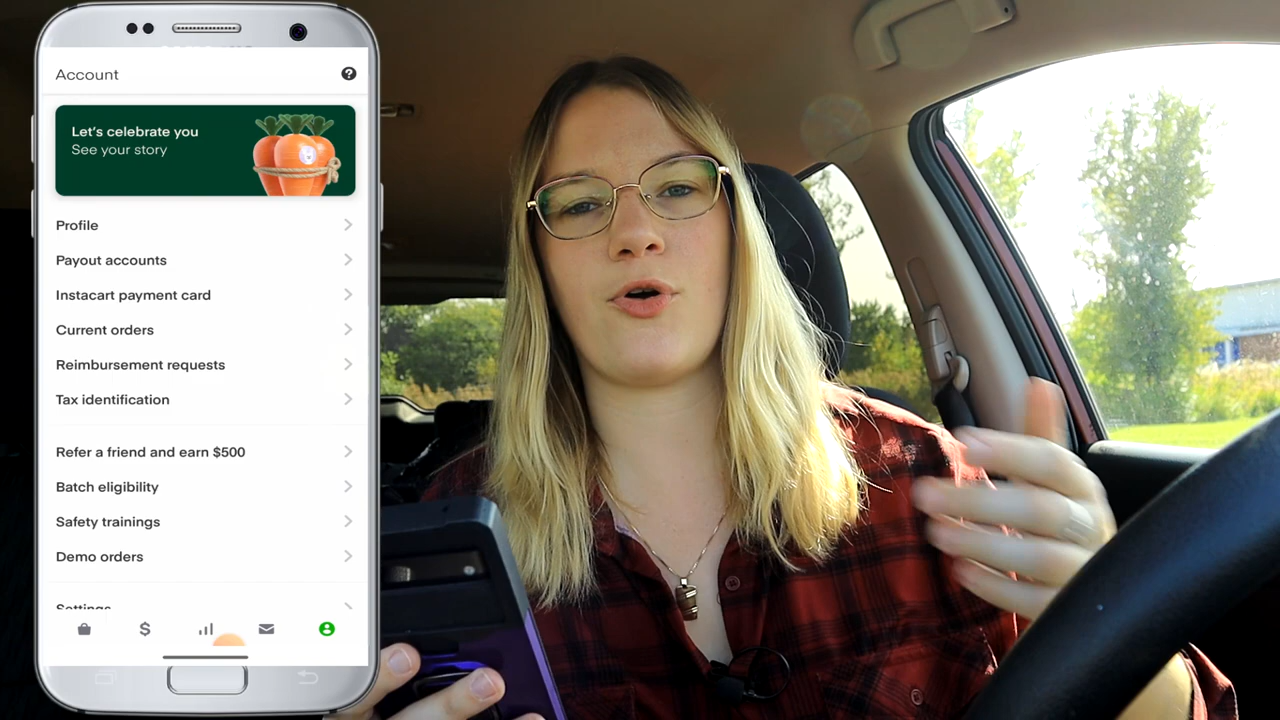 Account
Let's celebrate you
See your story
Profile
Payout accounts
Instacart payment card
Current orders
Reimbursement requests
Tax identification
Refer a friend and earn $500
Batch eligibility
Safety trainings
Demo orders
Settings